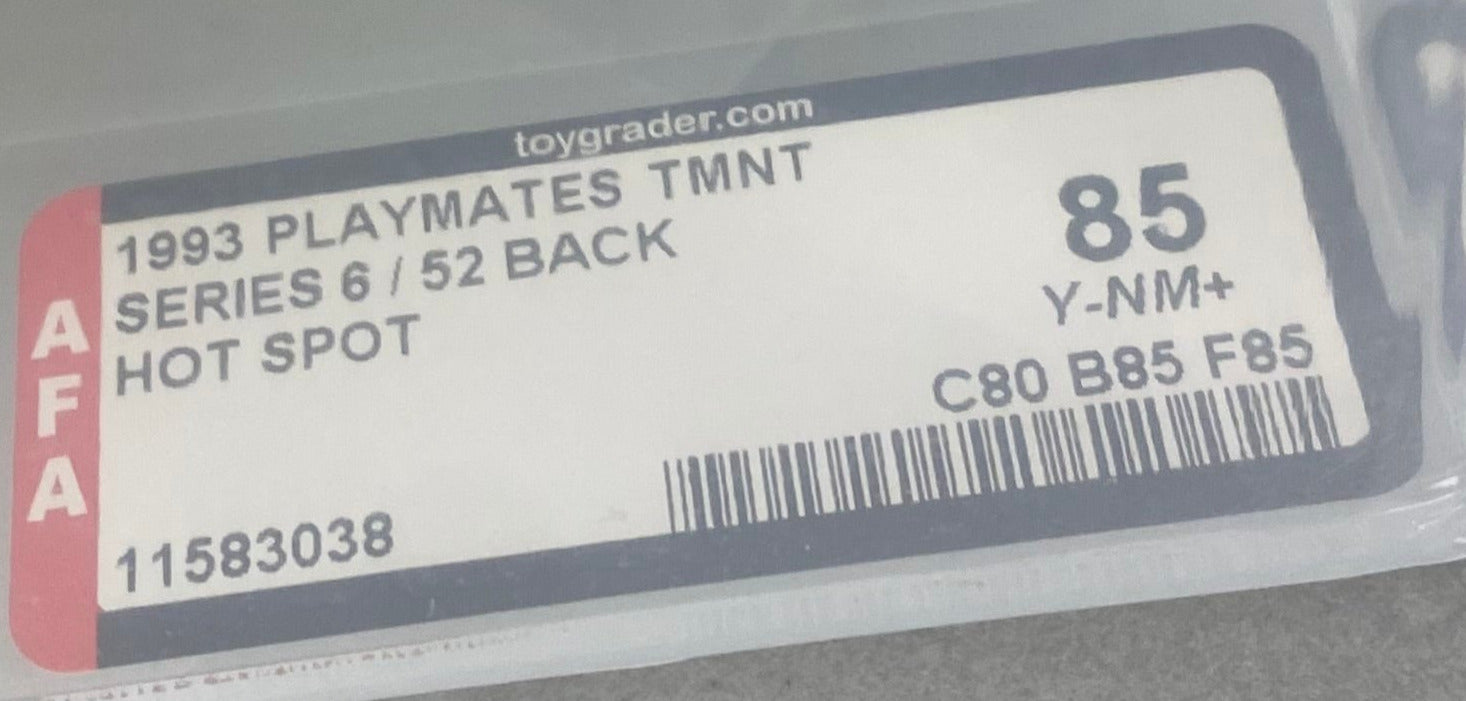 toygrader.com
AFA
1993 PLAYMATES TMNT
SERIES 6 / 52 BACK
HOT SPOT
85
Y-NM+
C80 B85 F85
11583038